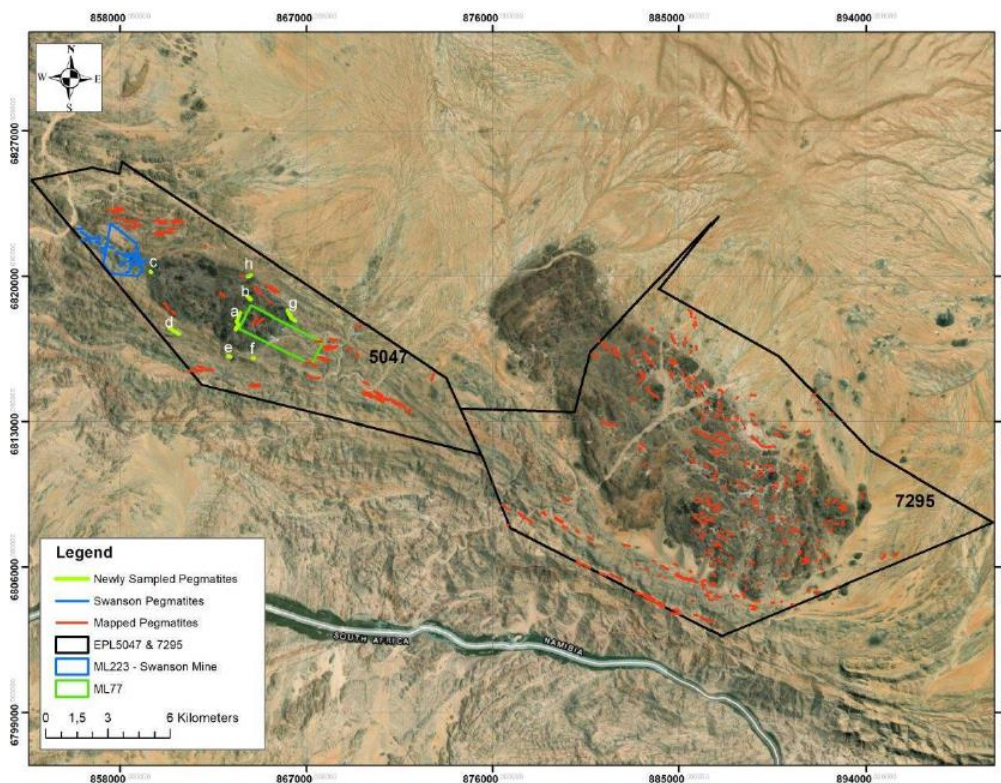 858000 867000 876000 885000 894000
N
W E
S
6827000
6820000
6813000
6806000
6799000
h
c
b
g
a
d
e
f
5047
7295
SOUTH AFRICA
NAMIBIA
Legend
Newly Sampled Pegmatites
Swanson Pegmatites
Mapped Pegmatites
EPL5047 & 7295
ML223 - Swanson Mine
ML77
0 1,5 3 6 Kilometers
858000 867000 876000 885000 894000